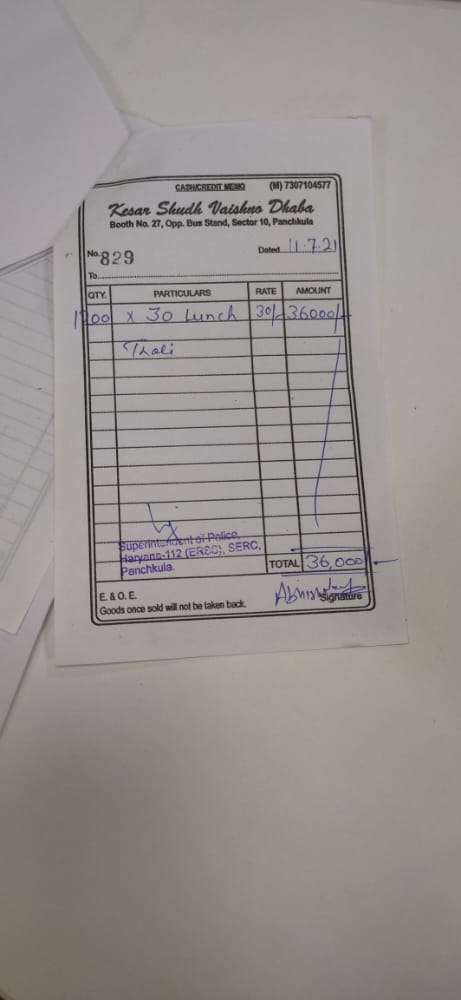 CASH/CREDIT MEMO (M) 7307104577
Kesar Shudh Vaishno Dhaba
Booth No. 27, Opp. Bus Stand, Sector 10, Panchkula
No. 829 Dated 11.7.21
To
QTY. PARTICULARS RATE AMOUNT
1200 x 30 Lunch 30/- 36000/-
Thali
Superintendent of Police,
Haryana-112 (ERSC), SERC,
Panchkula.
TOTAL 36,000/-
E. & O. E.
Signature
Goods once sold will not be taken back.